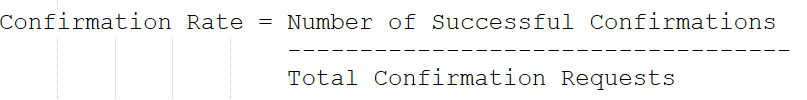 Confirmation Rate = Number of Successful Confirmations
-----------------------------------
Total Confirmation Requests